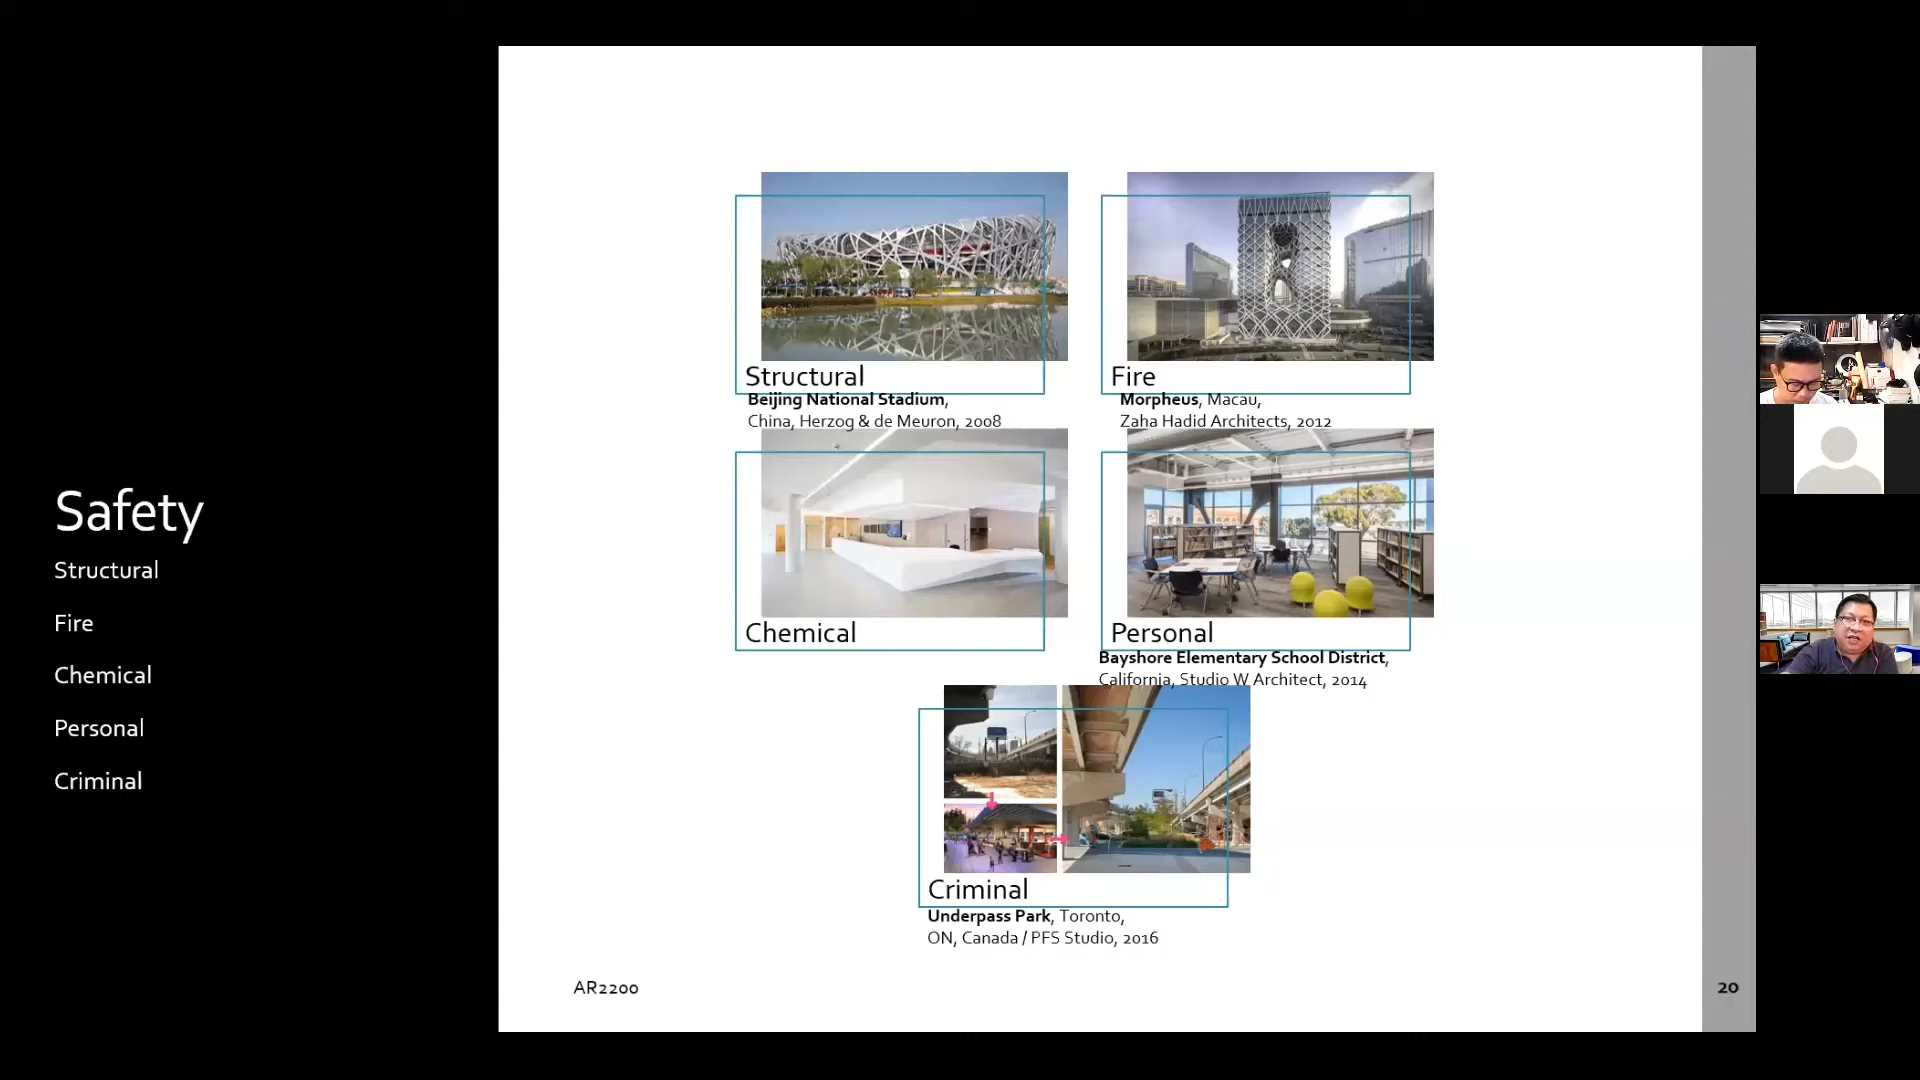 Safety
Structural
Fire
Chemical
Personal
Criminal
Structural
Beijing National Stadium,
China, Herzog & de Meuron, 2008
Fire
Morpheus, Macau,
Zaha Hadid Architects, 2012
Chemical
Personal
Bayshore Elementary School District,
California, Studio W Architect, 2014
Criminal
Underpass Park, Toronto,
ON, Canada / PFS Studio, 2016
AR2200
20